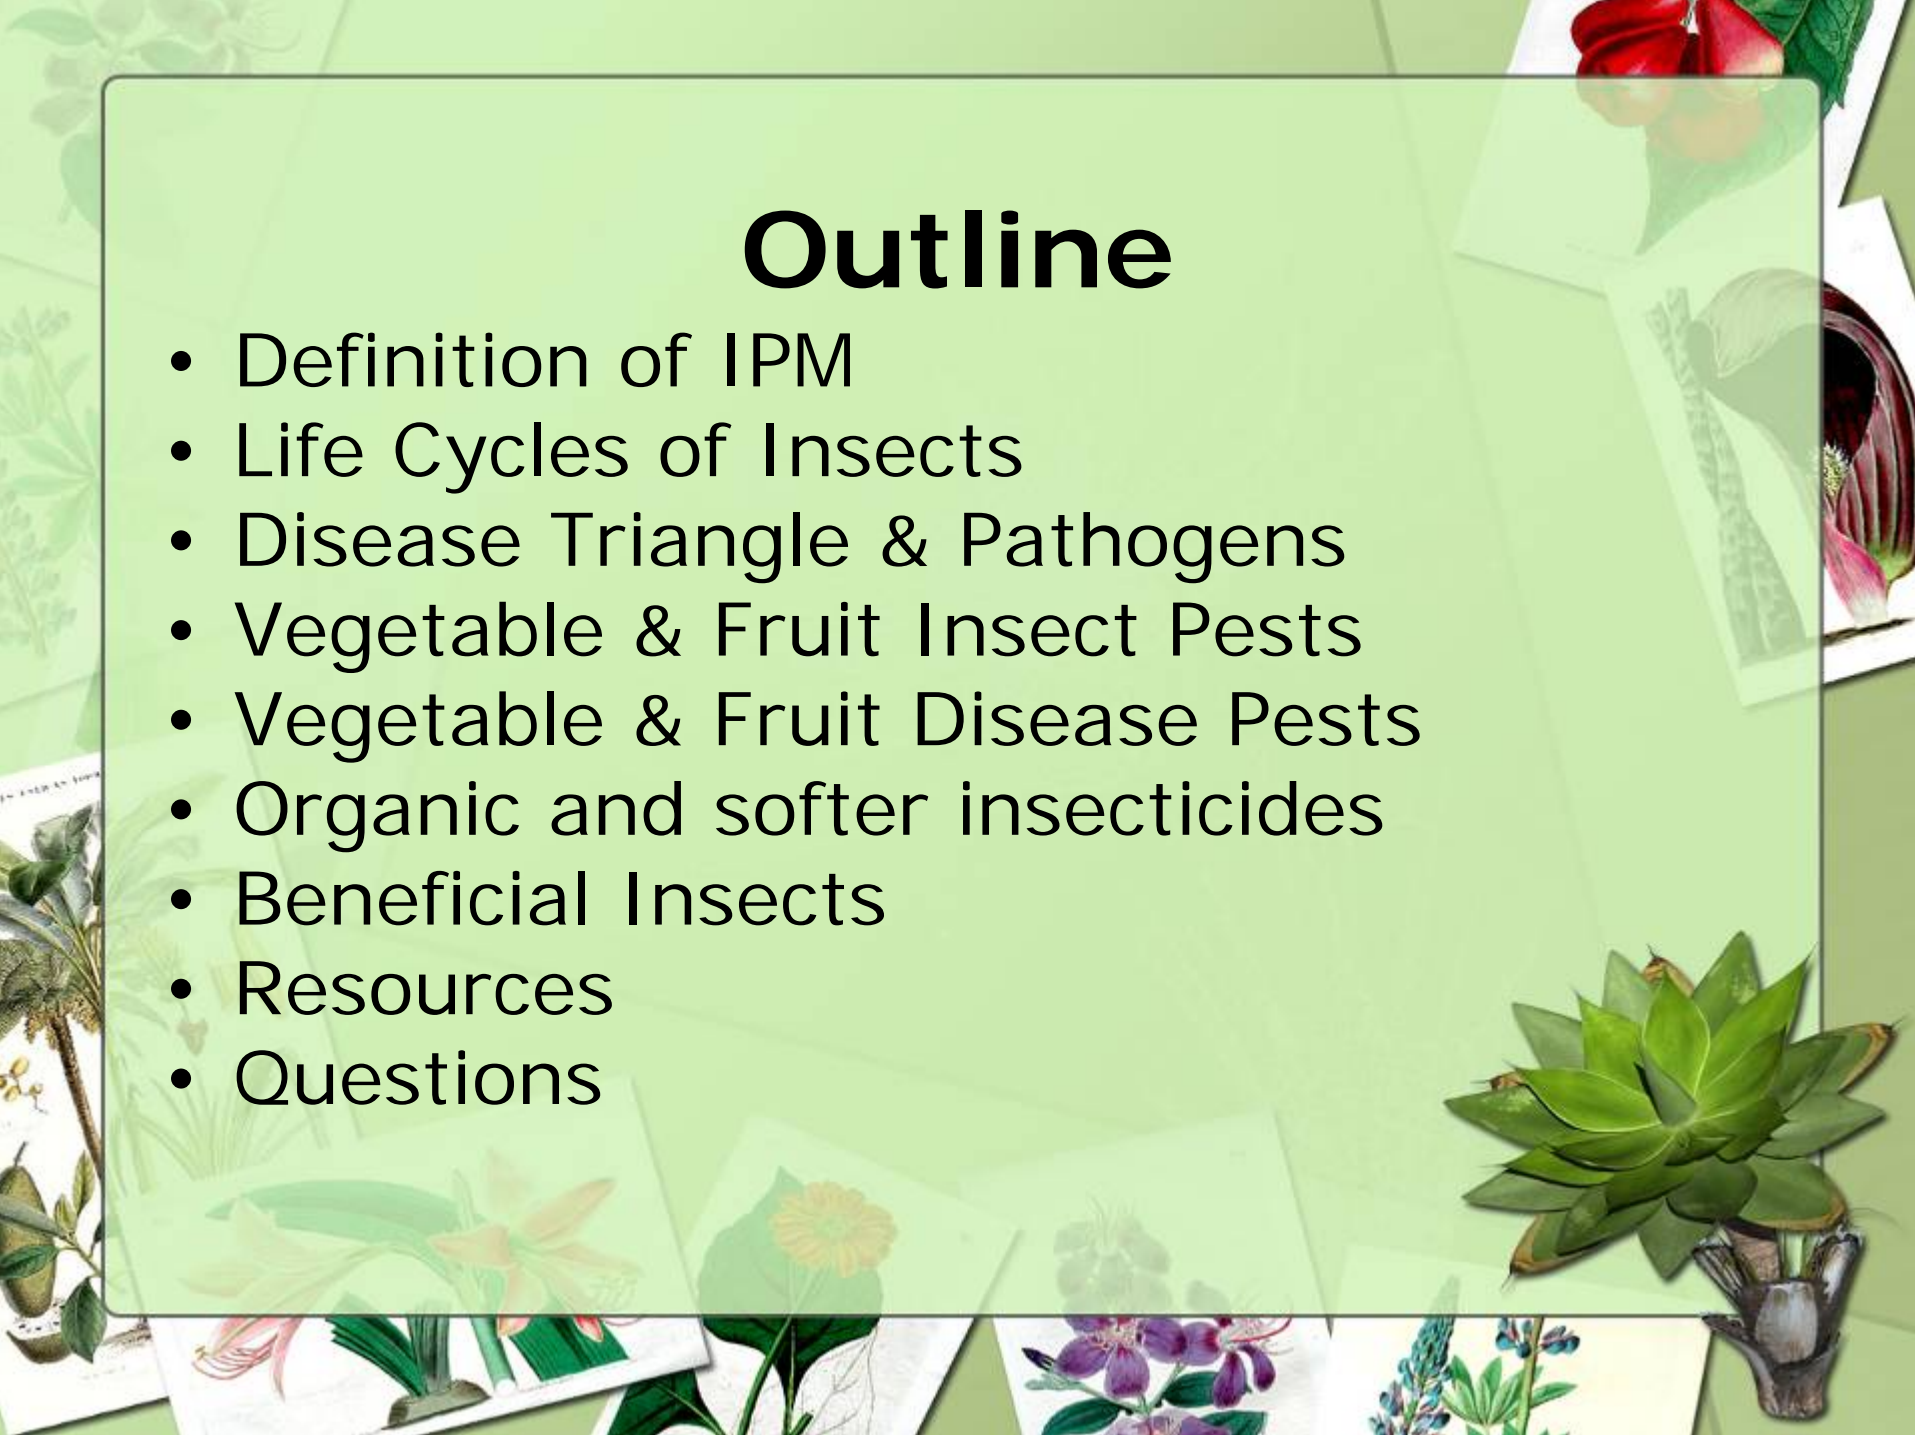 Outline
• Definition of IPM
• Life Cycles of Insects
• Disease Triangle & Pathogens
• Vegetable & Fruit Insect Pests
• Vegetable & Fruit Disease Pests
• Organic and softer insecticides
• Beneficial Insects
• Resources
• Questions